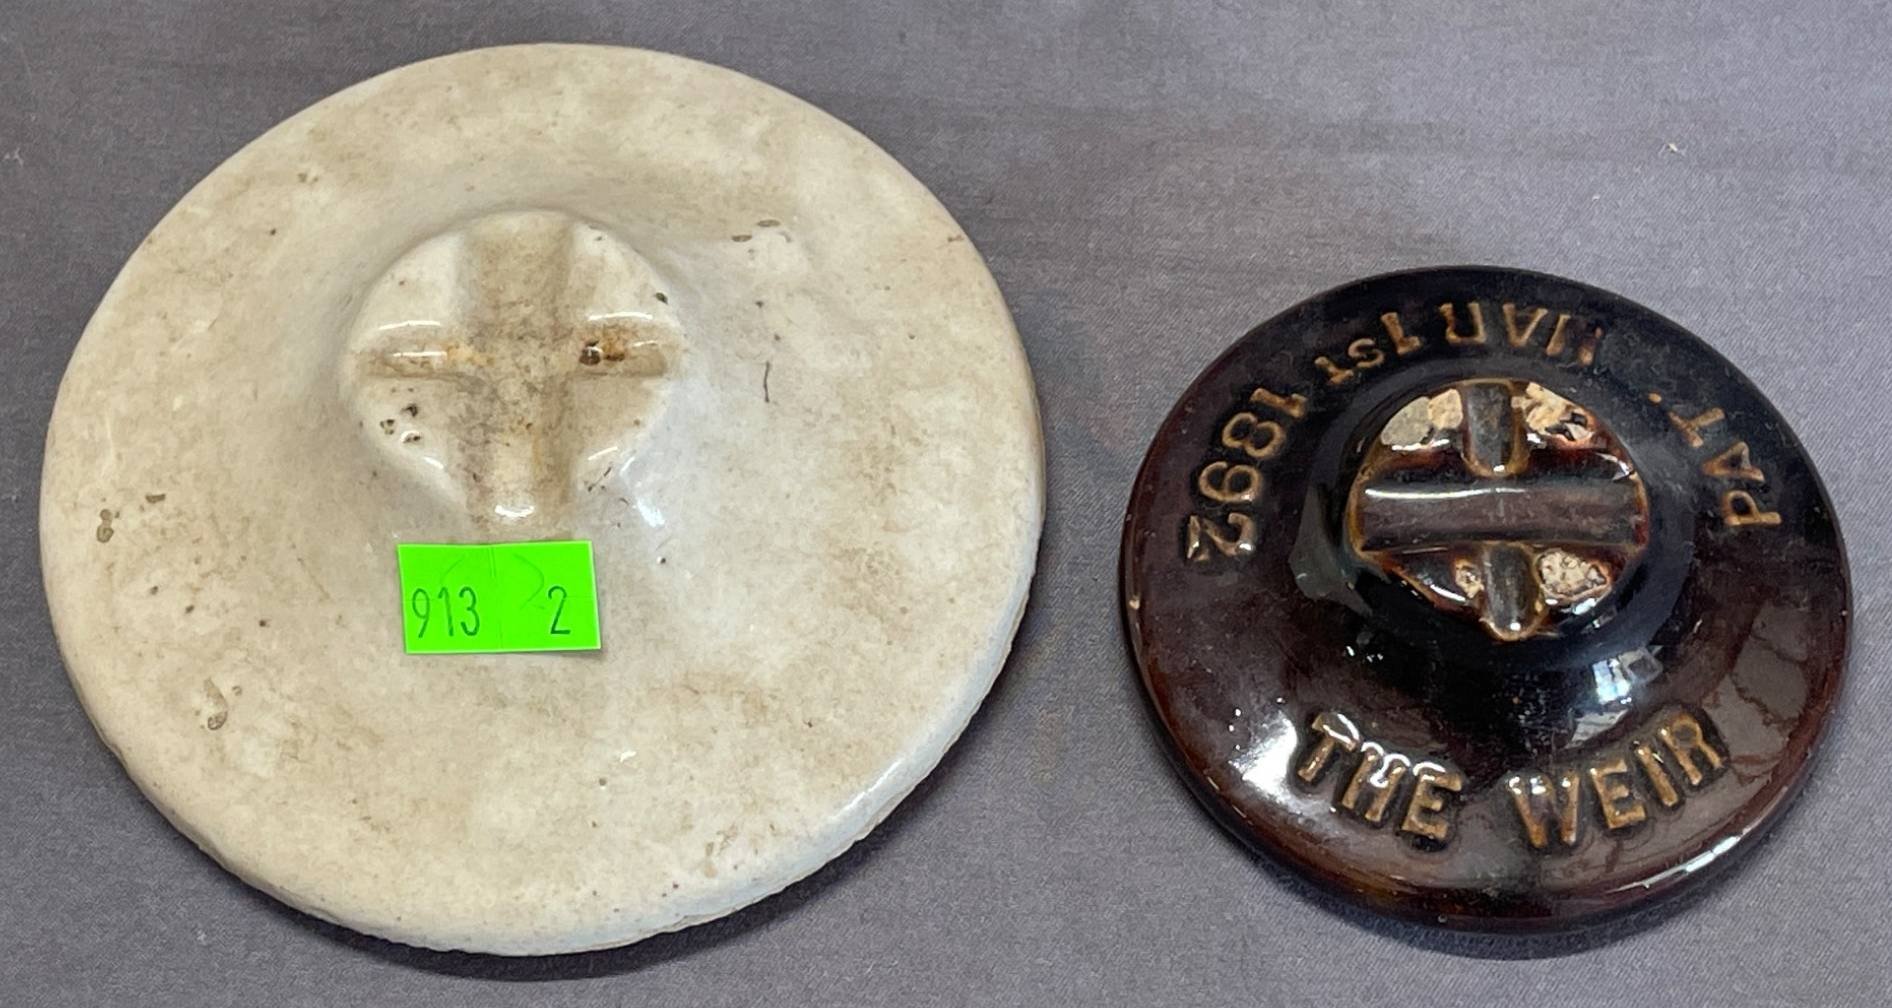 913 2
PAT. MAR 1st 1892
THE WEIR